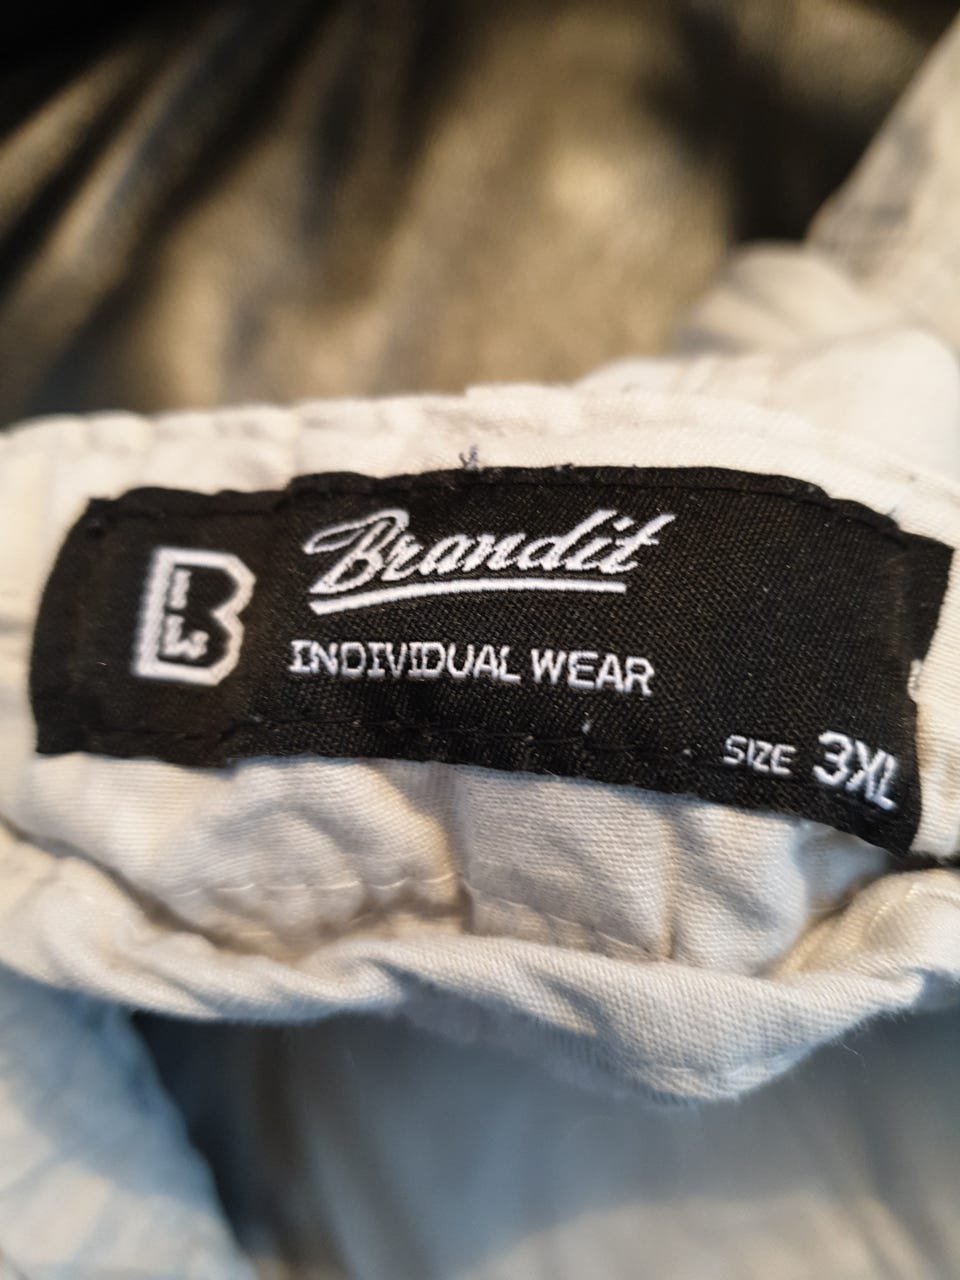 B
I
W
Brandit
INDIVIDUAL WEAR
SIZE 3XL